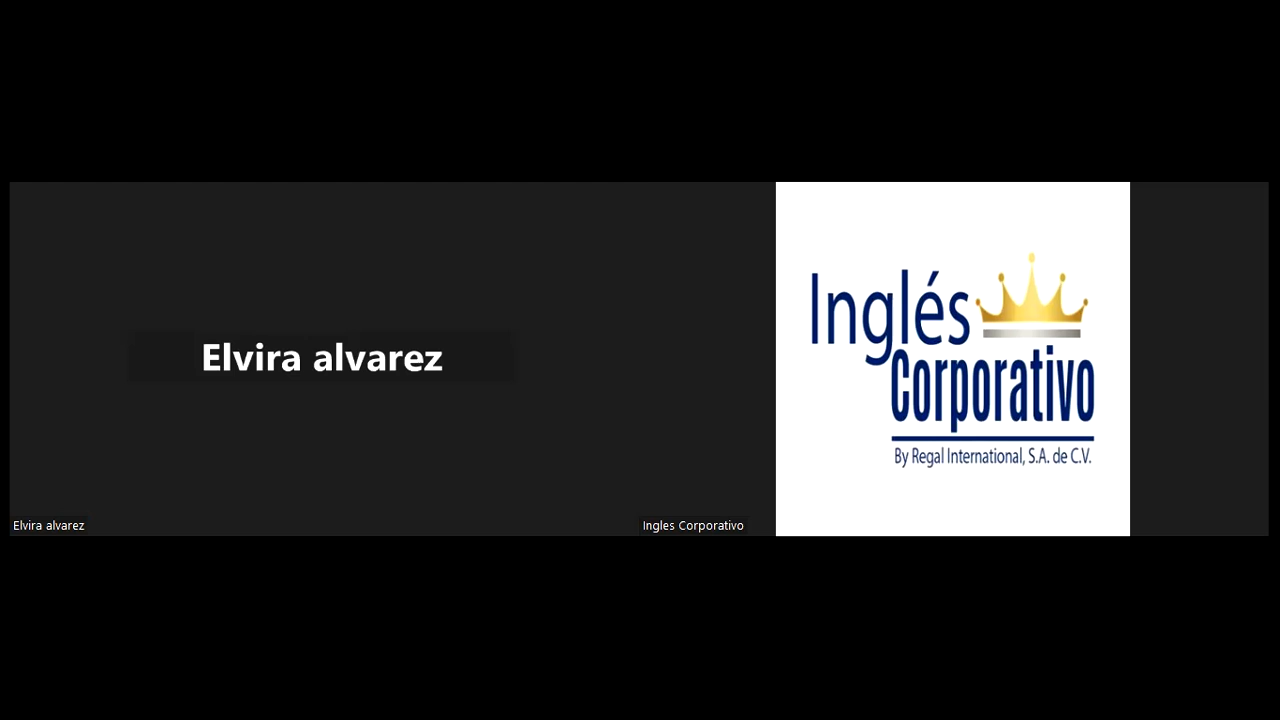 Elvira alvarez
Elvira alvarez
Inglés
Corporativo
By Regal International, S.A. de C.V.
Ingles Corporativo